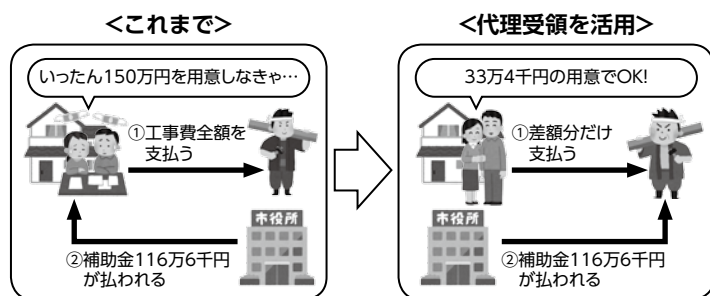 <これまで>
いったん150万円を用意しなきゃ…
①工事費全額を
支払う
市役所
②補助金116万6千円
が払われる
<代理受領を活用>
33万4千円の用意でOK!
①差額分だけ
支払う
市役所
②補助金116万6千円
が払われる